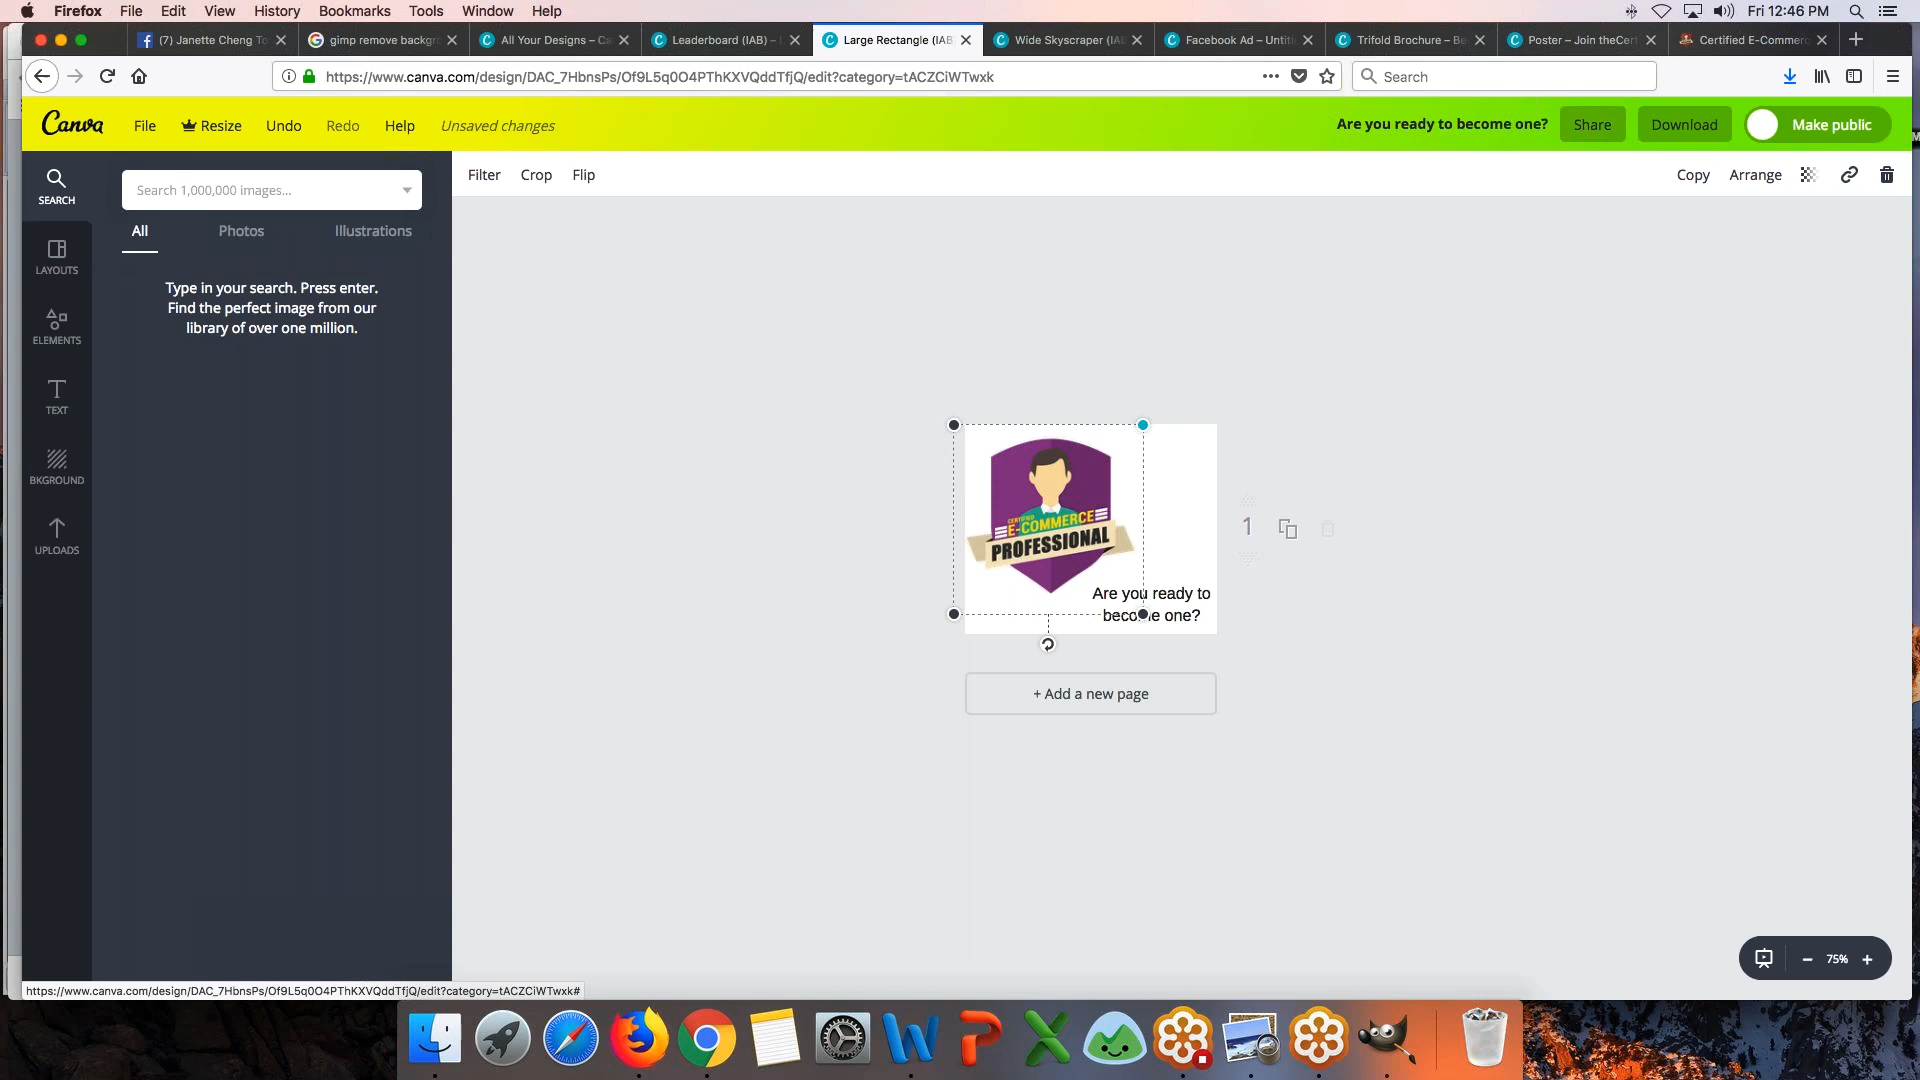 Firefox File Edit View History Bookmarks Tools Window Help Fri 12:46 PM
(7) Janette Cheng To
gimp remove backgr
All Your Designs – Ca
Leaderboard (IAB) –
Large Rectangle (IAB
Wide Skyscraper (IA
Facebook Ad – Untit
Trifold Brochure – Be
Poster – Join theCert
Certified E-Commerc
https://www.canva.com/design/DAC_7HbnsPs/Of9L5q0O4PThKXVQddTfjQ/edit?category=tACZCiWTwxk
Search
Canva File Resize Undo Redo Help Unsaved changes
Are you ready to become one? Share Download Make public
SEARCH
LAYOUTS
ELEMENTS
TEXT
BKGROUND
UPLOADS
Search 1,000,000 images...
All Photos Illustrations
Type in your search. Press enter.
Find the perfect image from our
library of over one million.
Filter Crop Flip Copy Arrange
CERTIFIED
E-COMMERCE
PROFESSIONAL
Are you ready to
become one?
1
+ Add a new page
75%
https://www.canva.com/design/DAC_7HbnsPs/Of9L5q0O4PThKXVQddTfjQ/edit?category=tACZCiWTwxk#